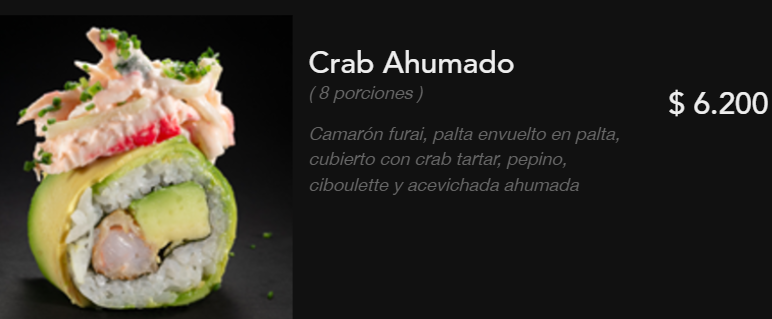 Crab Ahumado
( 8 porciones )
$ 6.200
Camarón furai, palta envuelto en palta,
cubierto con crab tartar, pepino,
ciboulette y acevichada ahumada